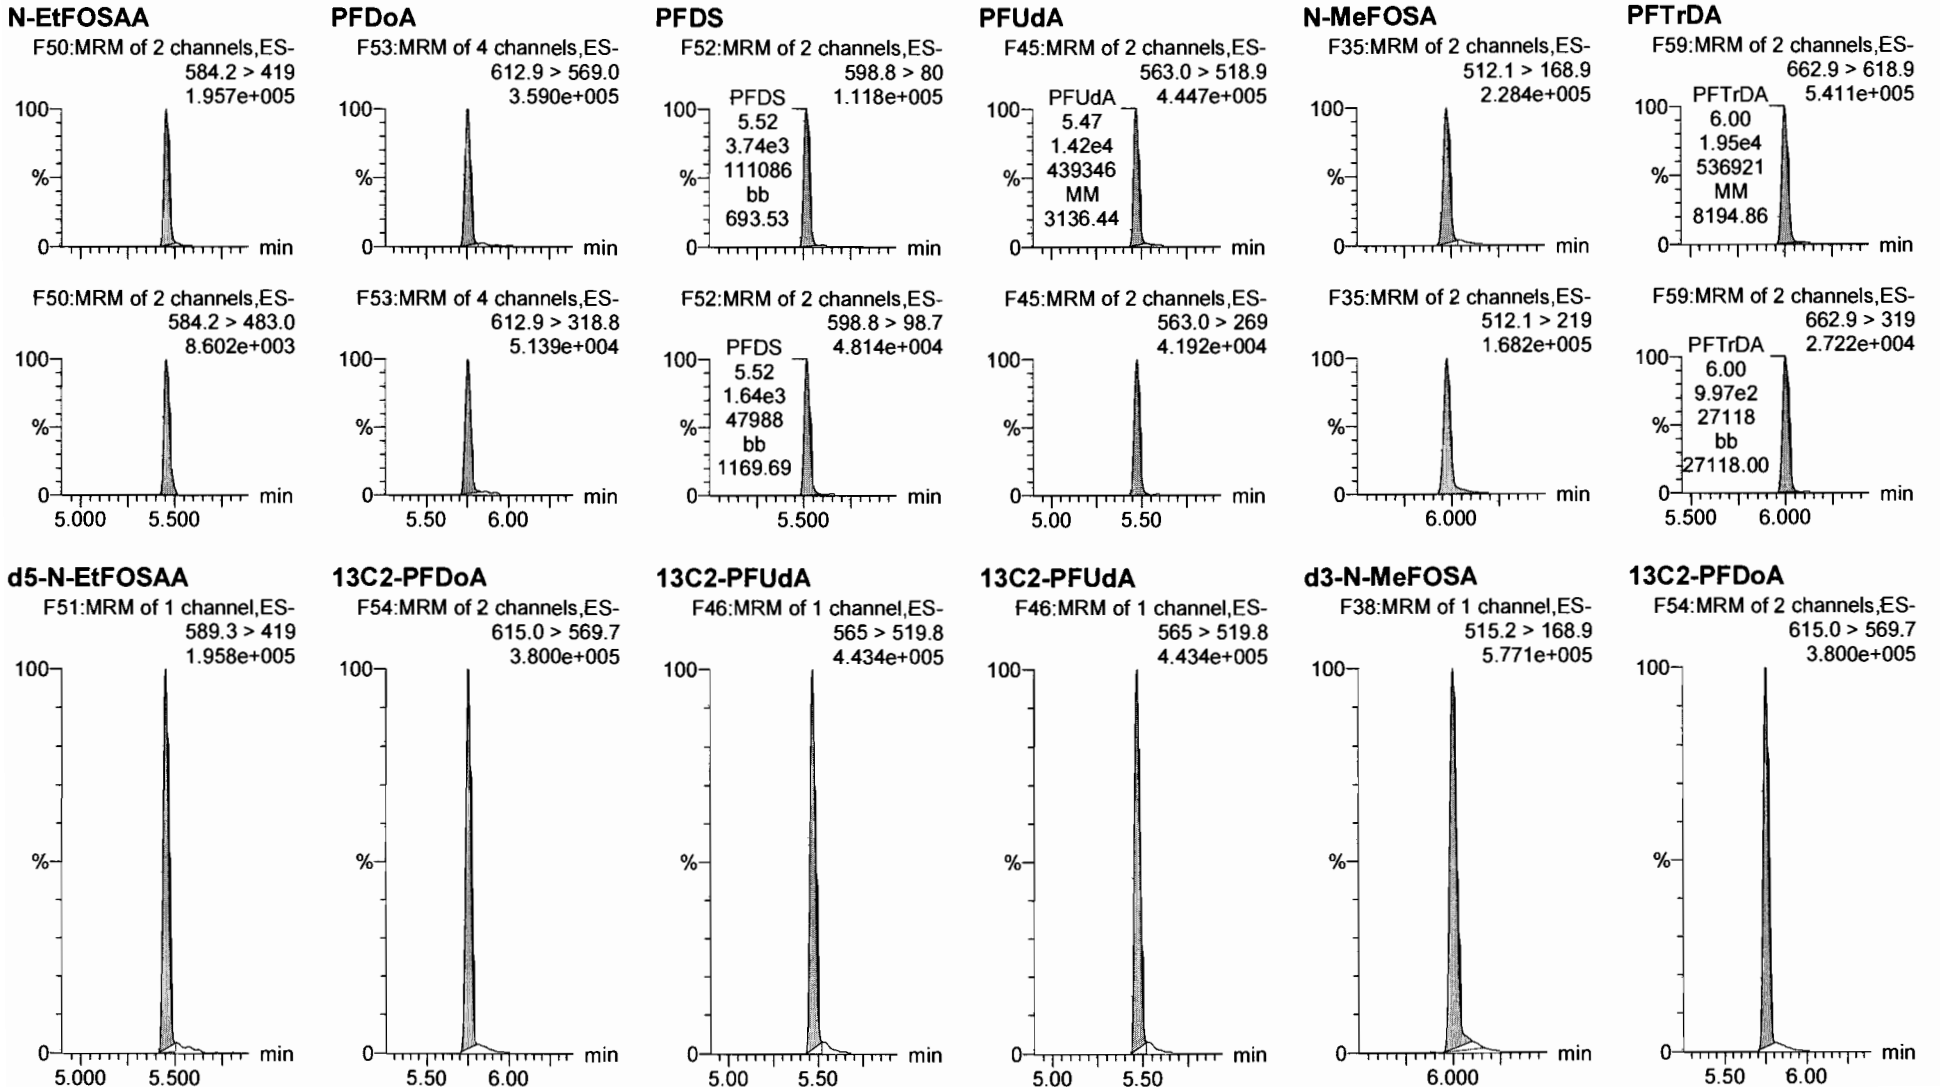 N-EtFOSAA
F50:MRM of 2 channels,ES-
584.2 > 419
1.957e+005
100
%
0
min
F50:MRM of 2 channels,ES-
584.2 > 483.0
8.602e+003
100
%
0
min
5.000 5.500
PFDoA
F53:MRM of 4 channels,ES-
612.9 > 569.0
3.590e+005
100
%
0
min
F53:MRM of 4 channels,ES-
612.9 > 318.8
5.139e+004
100
%
0
min
5.50 6.00
PFDS
F52:MRM of 2 channels,ES-
598.8 > 80
1.118e+005
PFDS
5.52
3.74e3
111086
bb
693.53
100
%
0
min
F52:MRM of 2 channels,ES-
598.8 > 98.7
4.814e+004
PFDS
5.52
1.64e3
47988
bb
1169.69
100
%
0
min
5.500
PFUdA
F45:MRM of 2 channels,ES-
563.0 > 518.9
4.447e+005
PFUdA
5.47
1.42e4
439346
MM
3136.44
100
%
0
min
F45:MRM of 2 channels,ES-
563.0 > 269
4.192e+004
100
%
0
min
5.00 5.50
N-MeFOSA
F35:MRM of 2 channels,ES-
512.1 > 168.9
2.284e+005
100
%
0
min
F35:MRM of 2 channels,ES-
512.1 > 219
1.682e+005
100
%
0
min
6.000
PFTrDA
F59:MRM of 2 channels,ES-
662.9 > 618.9
5.411e+005
PFTrDA
6.00
1.95e4
536921
MM
8194.86
100
%
0
min
F59:MRM of 2 channels,ES-
662.9 > 319
2.722e+004
PFTrDA
6.00
9.97e2
27118
bb
27118.00
100
%
0
min
5.500 6.000
d5-N-EtFOSAA
F51:MRM of 1 channel,ES-
589.3 > 419
1.958e+005
100
%
0
min
5.000 5.500
13C2-PFDoA
F54:MRM of 2 channels,ES-
615.0 > 569.7
3.800e+005
100
%
0
min
5.50 6.00
13C2-PFUdA
F46:MRM of 1 channel,ES-
565 > 519.8
4.434e+005
100
%
0
min
5.00 5.50
13C2-PFUdA
F46:MRM of 1 channel,ES-
565 > 519.8
4.434e+005
100
%
0
min
5.00 5.50
d3-N-MeFOSA
F38:MRM of 1 channel,ES-
515.2 > 168.9
5.771e+005
100
%
0
min
6.000
13C2-PFDoA
F54:MRM of 2 channels,ES-
615.0 > 569.7
3.800e+005
100
%
0
min
5.50 6.00